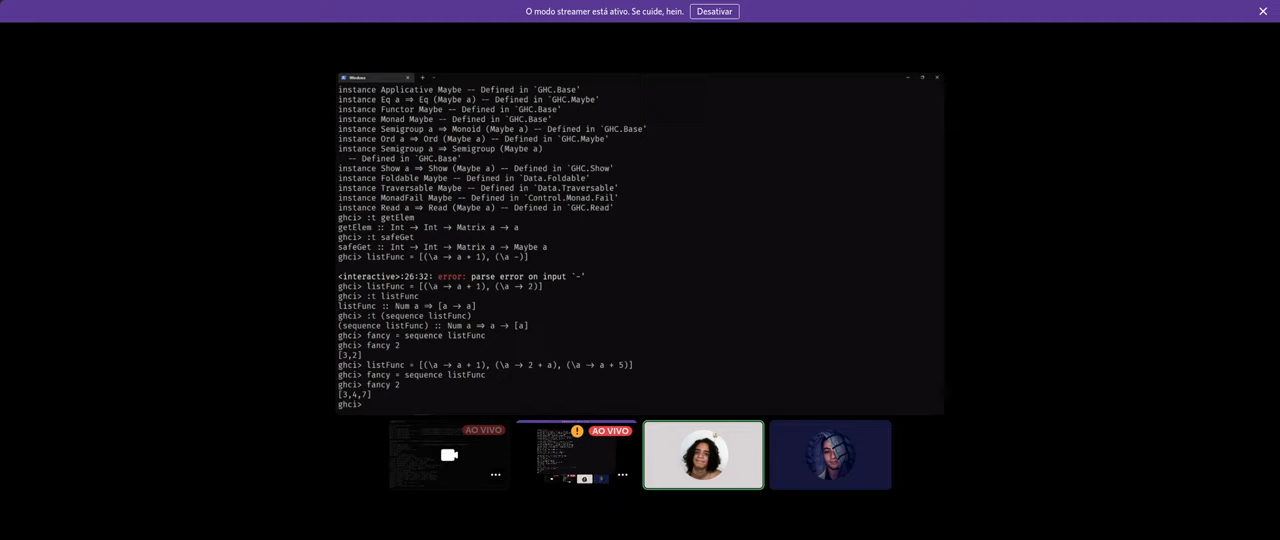 O modo streamer está ativo. Se cuide, hein. Desativar
Windows
instance Applicative Maybe -- Defined in `GHC.Base'
instance Eq a => Eq (Maybe a) -- Defined in `GHC.Maybe'
instance Functor Maybe -- Defined in `GHC.Base'
instance Monad Maybe -- Defined in `GHC.Base'
instance Semigroup a => Monoid (Maybe a) -- Defined in `GHC.Base'
instance Ord a => Ord (Maybe a) -- Defined in `GHC.Maybe'
instance Semigroup a => Semigroup (Maybe a)
-- Defined in `GHC.Base'
instance Show a => Show (Maybe a) -- Defined in `GHC.Show'
instance Foldable Maybe -- Defined in `Data.Foldable'
instance Traversable Maybe -- Defined in `Data.Traversable'
instance MonadFail Maybe -- Defined in `Control.Monad.Fail'
instance Read a => Read (Maybe a) -- Defined in `GHC.Read'
ghci> :t getElem
getElem :: Int -> Int -> Matrix a -> a
ghci> :t safeGet
safeGet :: Int -> Int -> Matrix a -> Maybe a
ghci> listFunc = [(\a -> a + 1), (\a -)]
<interactive>:26:32: error: parse error on input `-'
ghci> listFunc = [(\a -> a + 1), (\a -> 2)]
ghci> :t listFunc
listFunc :: Num a => [a -> a]
ghci> :t (sequence listFunc)
(sequence listFunc) :: Num a => a -> [a]
ghci> fancy = sequence listFunc
ghci> fancy 2
[3,2]
ghci> listFunc = [(\a -> a + 1), (\a -> 2 + a), (\a -> a + 5)]
ghci> fancy = sequence listFunc
ghci> fancy 2
[3,4,7]
ghci>
AO VIVO
! AO VIVO